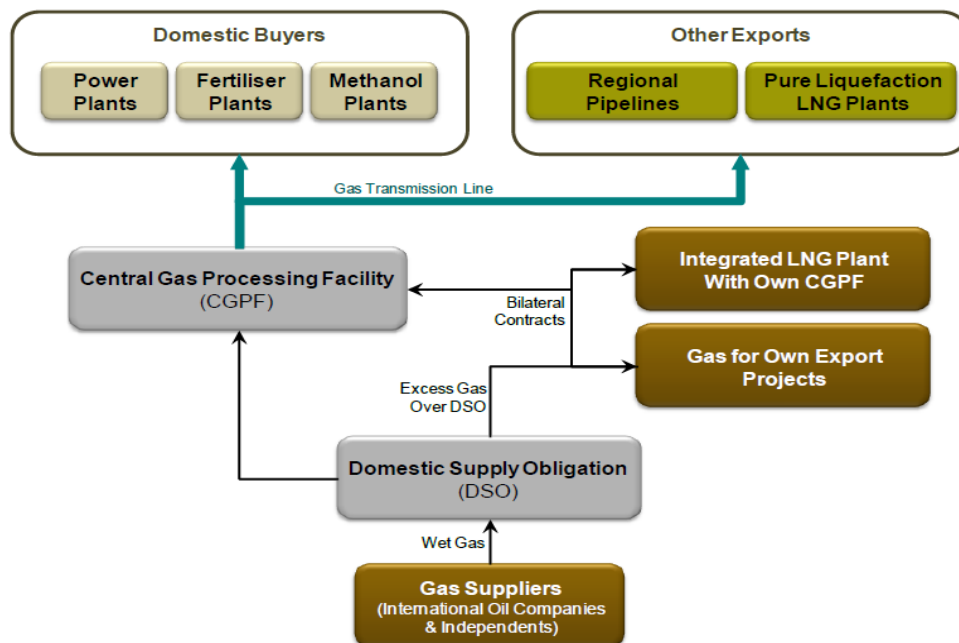 Domestic Buyers
Power
Plants
Fertiliser
Plants
Methanol
Plants
Other Exports
Regional
Pipelines
Pure Liquefaction
LNG Plants
Gas Transmission Line
Central Gas Processing Facility
(CGPF)
Integrated LNG Plant
With Own CGPF
Bilateral
Contracts
Gas for Own Export
Projects
Excess Gas
Over DSO
Domestic Supply Obligation
(DSO)
Wet Gas
Gas Suppliers
(International Oil Companies
& Independents)